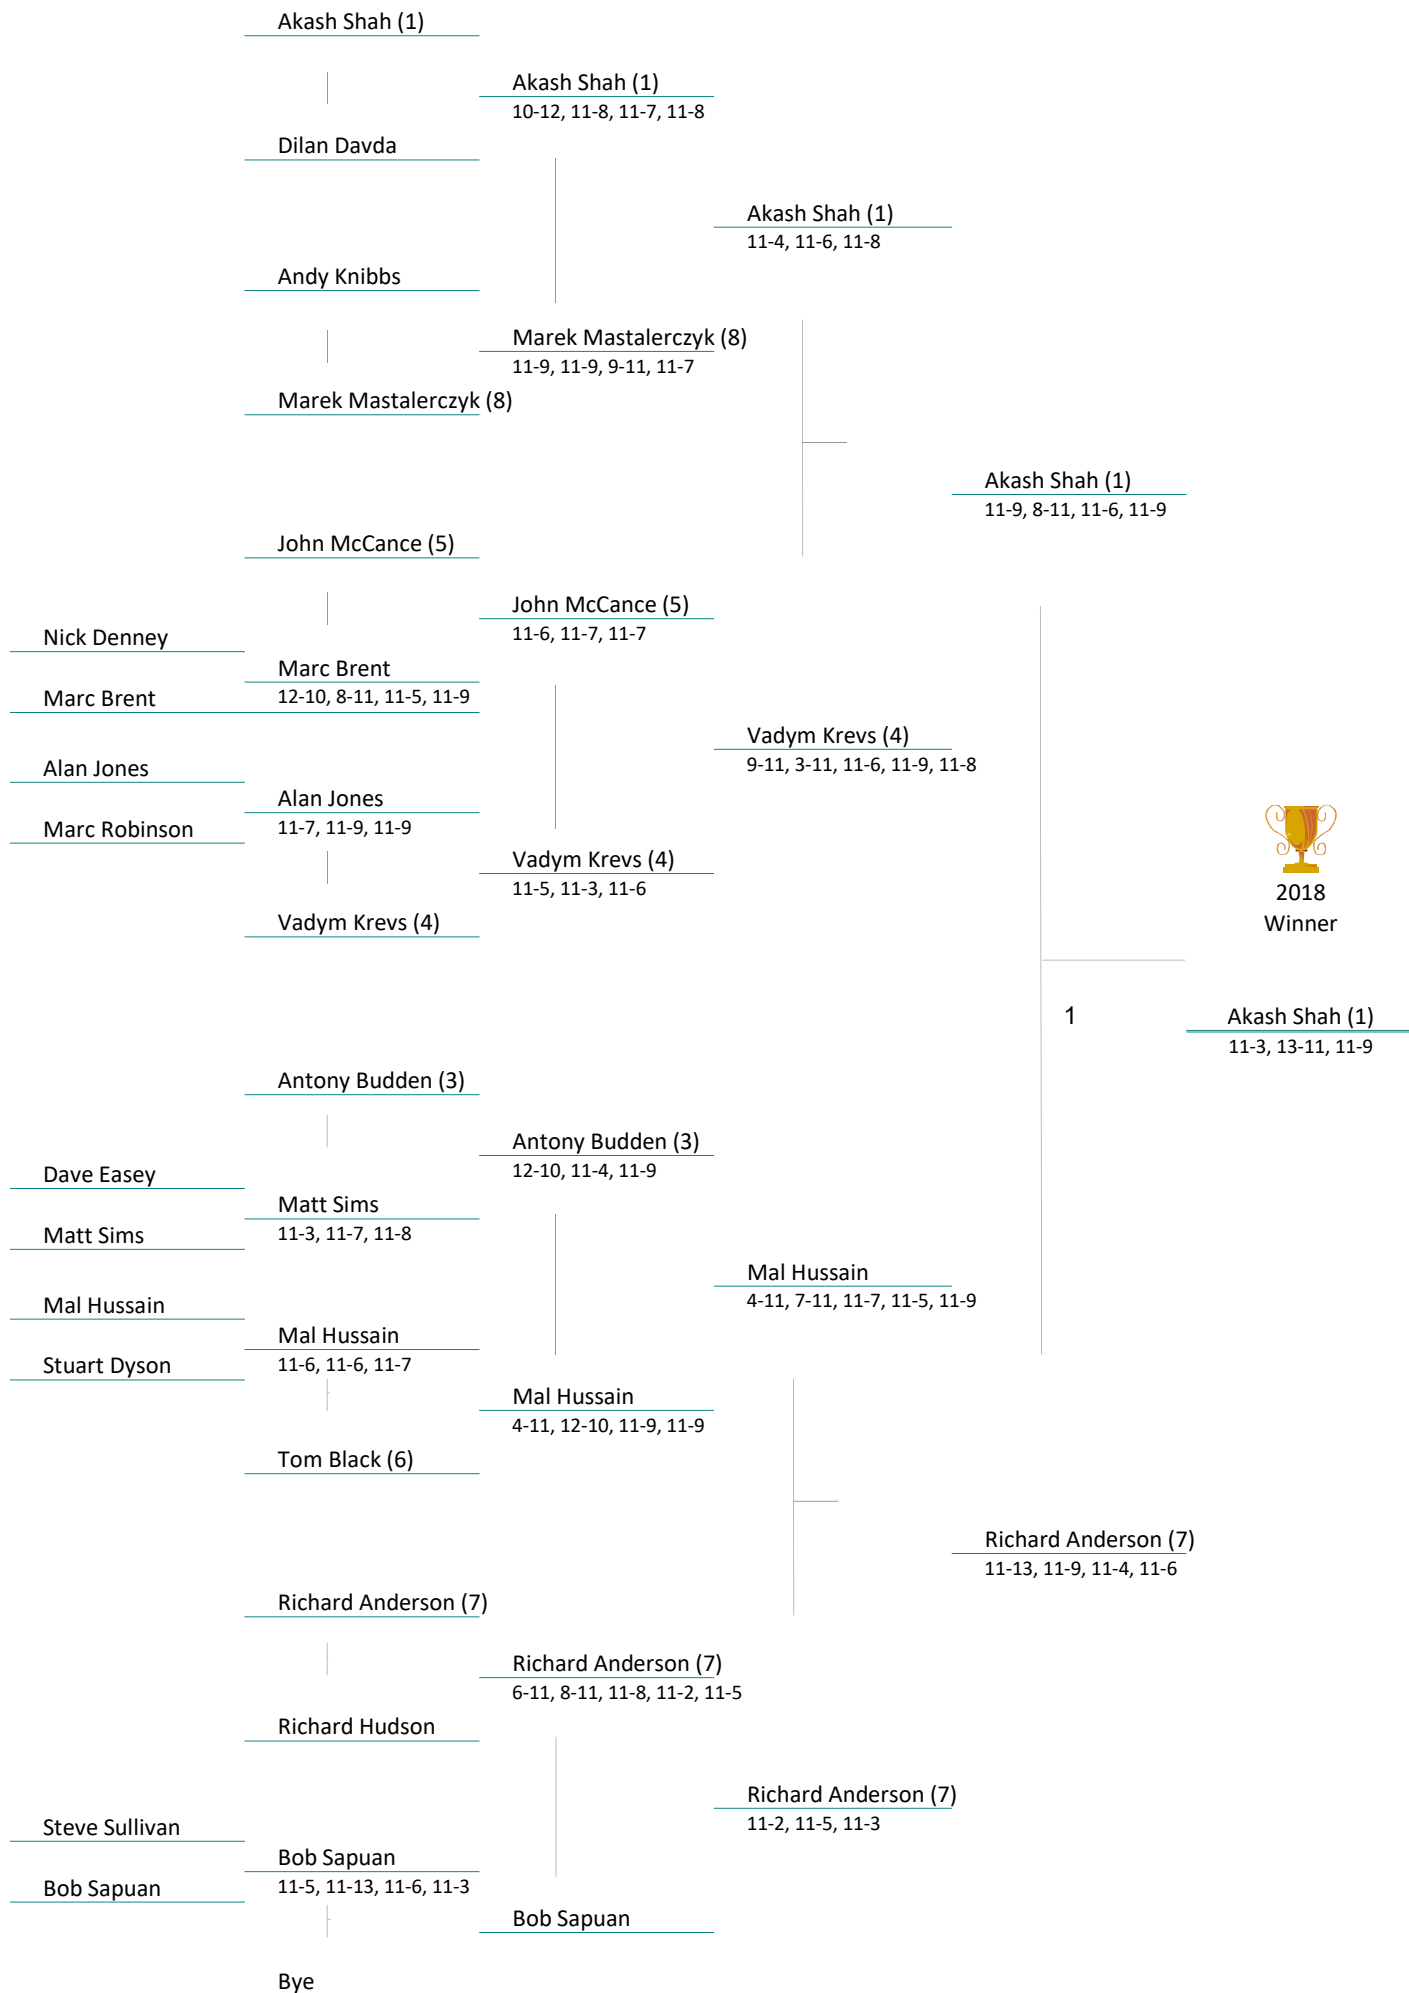 Akash Shah (1)
Akash Shah (1)
10-12, 11-8, 11-7, 11-8
Dilan Davda
Akash Shah (1)
11-4, 11-6, 11-8
Andy Knibbs
Marek Mastalerczyk (8)
11-9, 11-9, 9-11, 11-7
Marek Mastalerczyk (8)
Akash Shah (1)
11-9, 8-11, 11-6, 11-9
John McCance (5)
John McCance (5)
11-6, 11-7, 11-7
Nick Denney
Marc Brent
12-10, 8-11, 11-5, 11-9
Marc Brent
Vadym Krevs (4)
9-11, 3-11, 11-6, 11-9, 11-8
Alan Jones
Alan Jones
11-7, 11-9, 11-9
Marc Robinson
Vadym Krevs (4)
11-5, 11-3, 11-6
Vadym Krevs (4)
2018
Winner
1
Akash Shah (1)
11-3, 13-11, 11-9
Antony Budden (3)
Antony Budden (3)
12-10, 11-4, 11-9
Dave Easey
Matt Sims
11-3, 11-7, 11-8
Matt Sims
Mal Hussain
4-11, 7-11, 11-7, 11-5, 11-9
Mal Hussain
Mal Hussain
11-6, 11-6, 11-7
Stuart Dyson
Mal Hussain
4-11, 12-10, 11-9, 11-9
Tom Black (6)
Richard Anderson (7)
11-13, 11-9, 11-4, 11-6
Richard Anderson (7)
Richard Anderson (7)
6-11, 8-11, 11-8, 11-2, 11-5
Richard Hudson
Richard Anderson (7)
11-2, 11-5, 11-3
Steve Sullivan
Bob Sapuan
11-5, 11-13, 11-6, 11-3
Bob Sapuan
Bob Sapuan
Bye